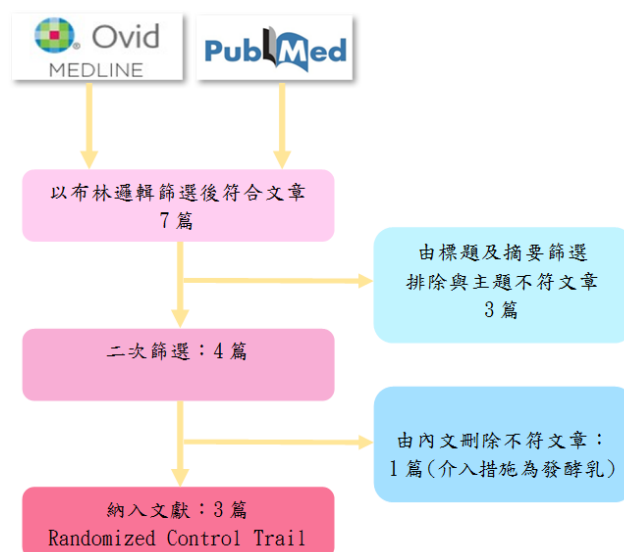 Ovid
MEDLINE
PubMed
以布林邏輯篩選後符合文章
7 篇
由標題及摘要篩選
排除與主題不符文章
3 篇
二次篩選：4 篇
由內文刪除不符文章：
1 篇(介入措施為發酵乳)
納入文獻：3 篇
Randomized Control Trail